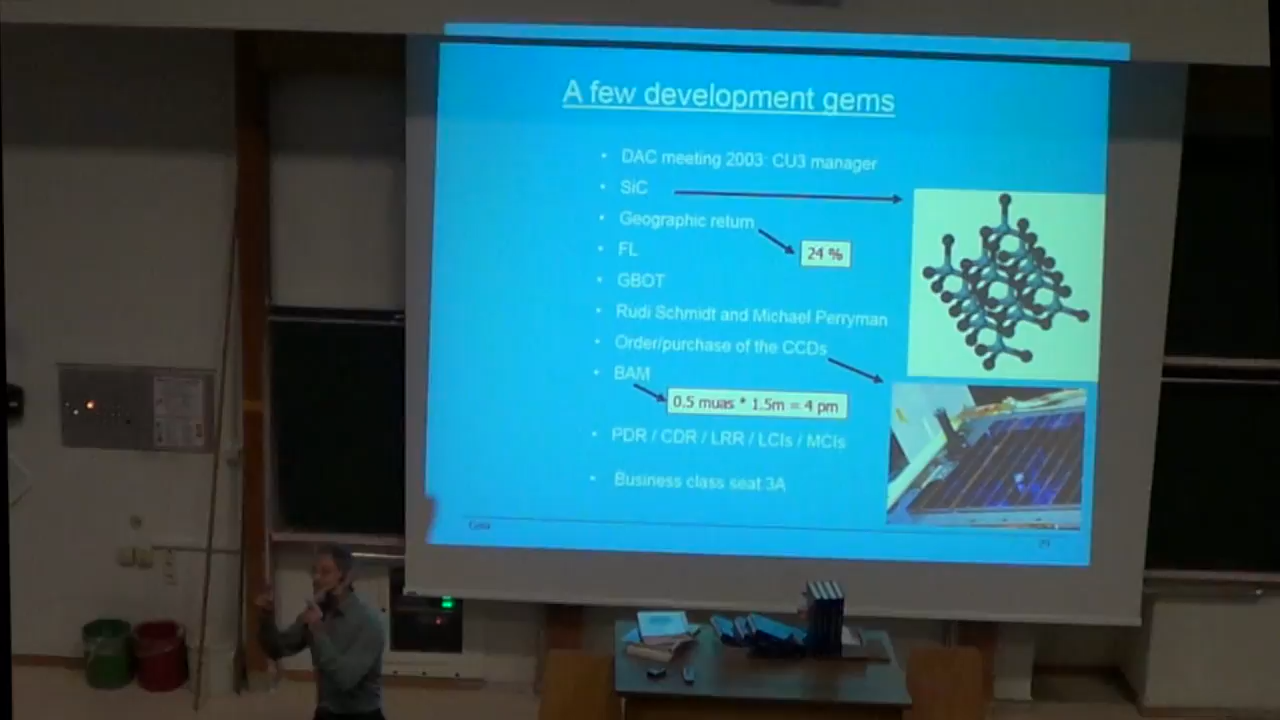 A few development gems
• DAC meeting 2003: CU3 manager
• SiC
• Geographic return
24 %
• FL
• GBOT
• Rudi Schmidt and Michael Perryman
• Order/purchase of the CCDs
• BAM
0.5 muas * 1.5m = 4 pm
• PDR / CDR / LRR / LCIs / MCIs
• Business class seat 3A
Gaia